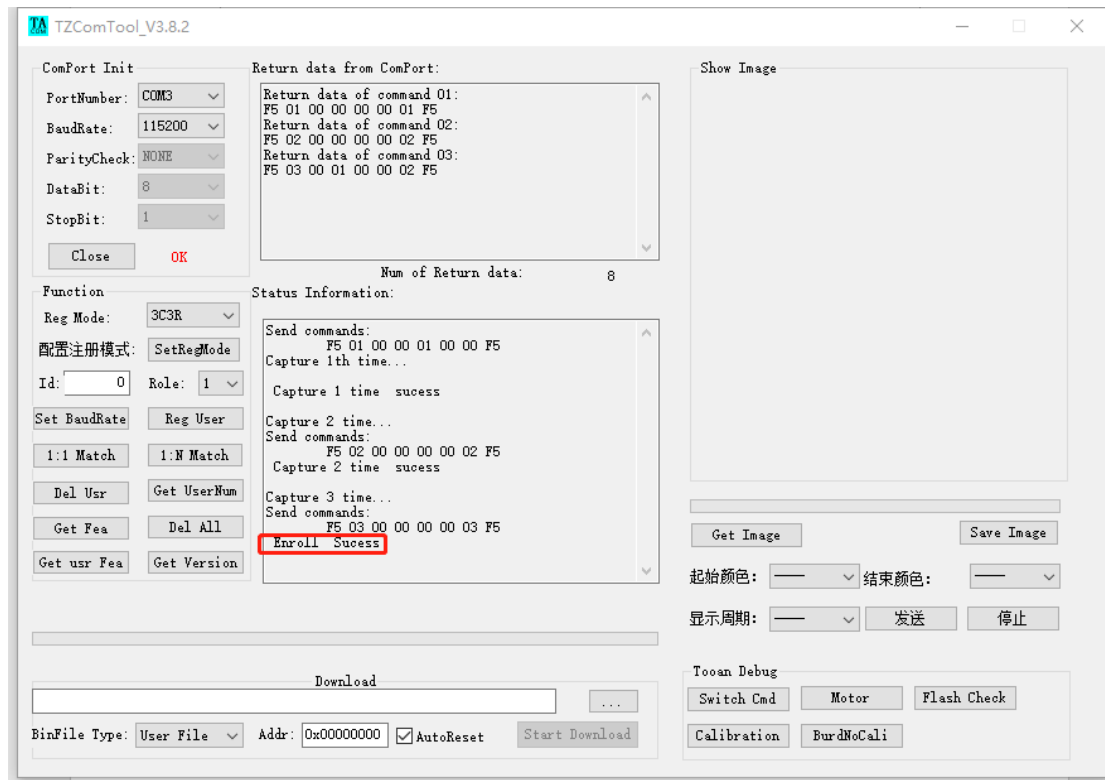 TZComTool_V3.8.2
ComPort Init
PortNumber: COM3
BaudRate: 115200
ParityCheck: NONE
DataBit: 8
StopBit: 1
Close OK
Return data from ComPort:
Return data of command 01:
F5 01 00 00 00 00 01 F5
Return data of command 02:
F5 02 00 00 00 00 02 F5
Return data of command 03:
F5 03 00 01 00 00 02 F5
Num of Return data: 8
Function
Reg Mode: 3C3R
配置注册模式: SetRegMode
Id: 0 Role: 1
Set BaudRate Reg User
1:1 Match 1:N Match
Del Usr Get UserNum
Get Fea Del All
Get usr Fea Get Version
Status Information:
Send commands:
F5 01 00 00 01 00 00 F5
Capture 1th time...
Capture 1 time sucess
Capture 2 time...
Send commands:
F5 02 00 00 00 00 02 F5
Capture 2 time sucess
Capture 3 time...
Send commands:
F5 03 00 00 00 00 03 F5
Enroll Sucess
Show Image
Get Image Save Image
起始颜色: —— 结束颜色: ——
显示周期: —— 发送 停止
Download
...
BinFile Type: User File Addr: 0x00000000 AutoReset Start Download
Tooan Debug
Switch Cmd Motor Flash Check
Calibration BurdNoCali